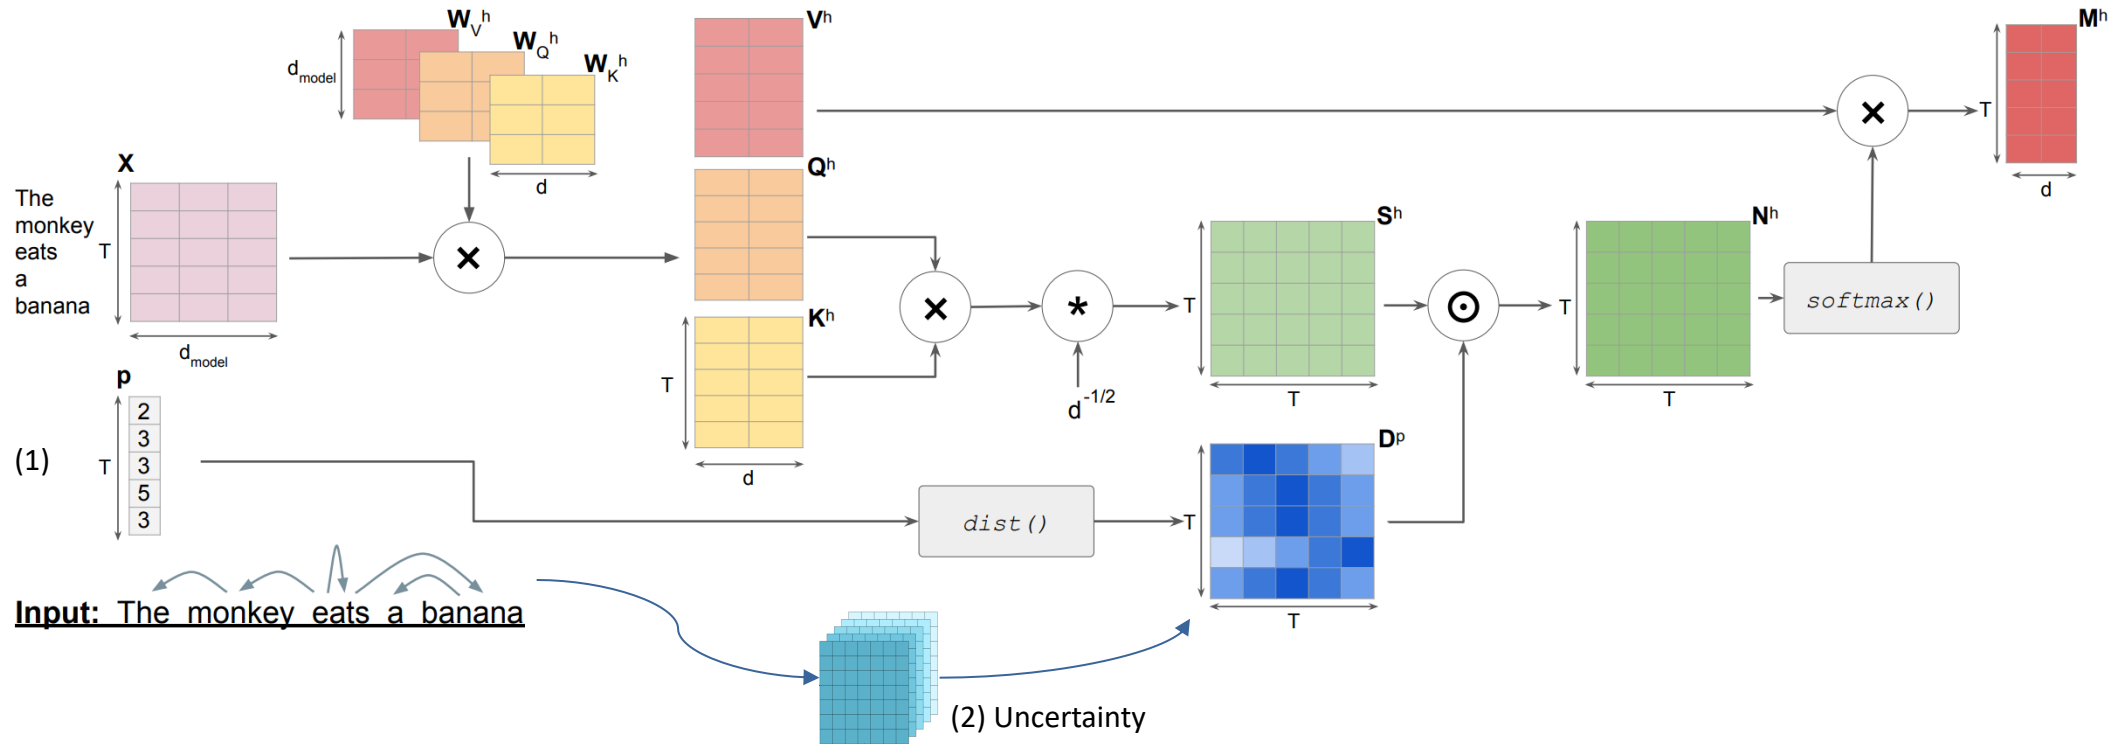 W_V^h
W_Q^h
W_K^h
d_model
d
X
The
monkey
eats
a
banana
T
d_model
V^h
Q^h
K^h
T
d
×
×
*
d^-1/2
S^h
T
T
⊙
N^h
T
T
softmax()
×
M^h
T
d
p
(1)
T
2
3
3
5
3
dist()
D^p
T
T
Input: The monkey eats a banana
(2) Uncertainty